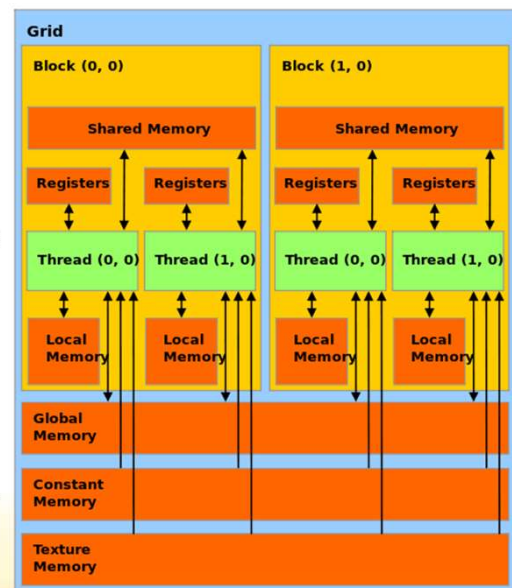 Grid
Block (0, 0)
Block (1, 0)
Shared Memory
Shared Memory
Registers
Registers
Registers
Registers
Thread (0, 0)
Thread (1, 0)
Thread (0, 0)
Thread (1, 0)
Local
Memory
Local
Memory
Local
Memory
Local
Memory
Global
Memory
Constant
Memory
Texture
Memory